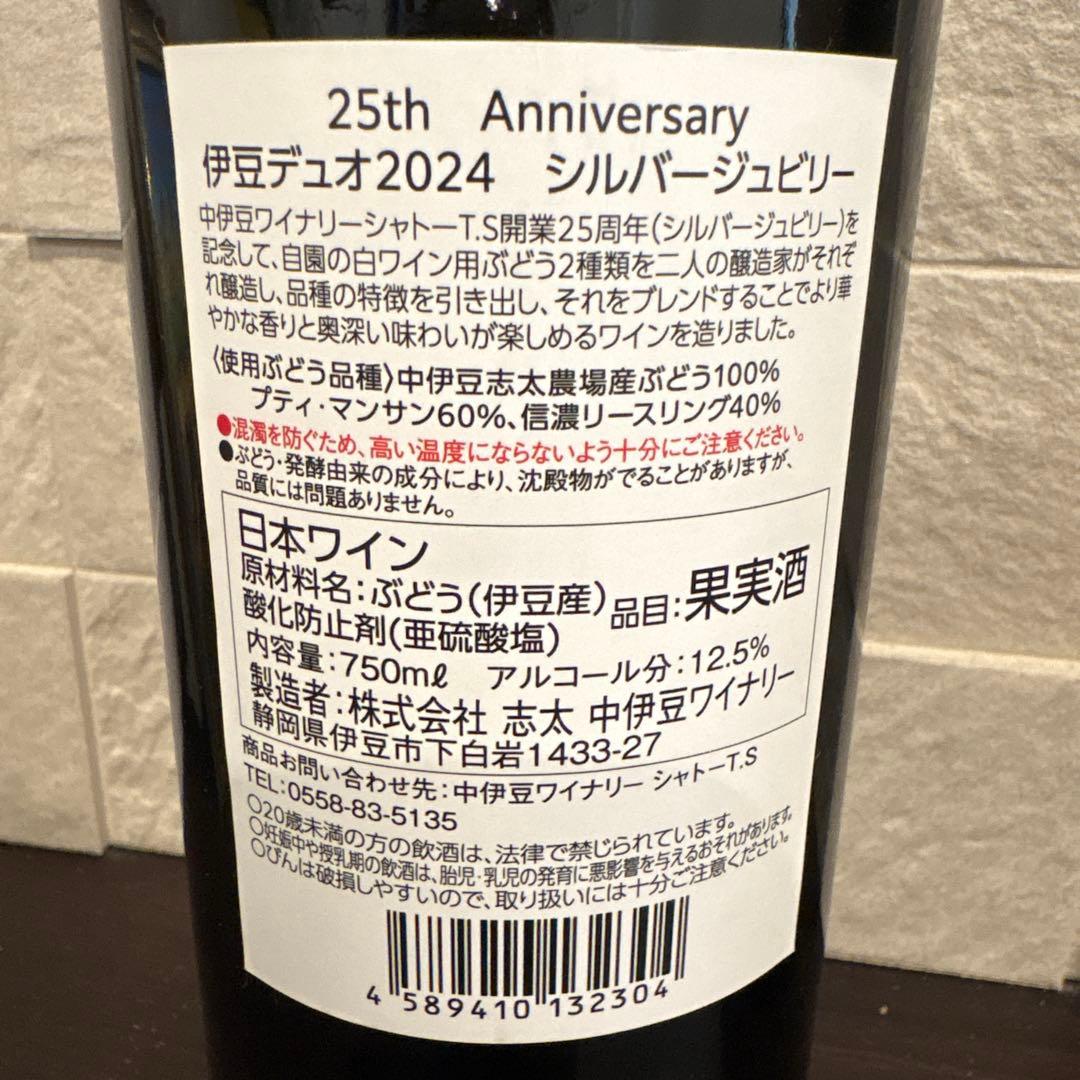 25th Anniversary
伊豆デュオ2024 シルバージュビリー
中伊豆ワイナリーシャトーT.S開業25周年(シルバージュビリー)を
記念して、自園の白ワイン用ぶどう2種類を二人の醸造家がそれぞ
れ醸造し、品種の特徴を引き出し、それをブレンドすることでより華
やかな香りと奥深い味わいが楽しめるワインを造りました。
〈使用ぶどう品種〉中伊豆志太農場産ぶどう100%
プティ・マンサン60%、信濃リースリング40%
●混濁を防ぐため、高い温度にならないよう十分にご注意ください。
●ぶどう・発酵由来の成分により、沈殿物がでることがありますが、
品質には問題ありません。
日本ワイン
原材料名：ぶどう(伊豆産)
酸化防止剤(亜硫酸塩)
品目：果実酒
内容量：750mℓ アルコール分：12.5%
製造者：株式会社 志太 中伊豆ワイナリー
静岡県伊豆市下白岩1433-27
商品お問い合わせ先：中伊豆ワイナリー シャトーT.S
TEL：0558-83-5135
○20歳未満の方の飲酒は、法律で禁じられています。
○妊娠中や授乳期の飲酒は、胎児・乳児の発育に悪影響を与えるおそれがあります。
○びんは破損しやすいので、取り扱いには十分ご注意ください。
4 589410 132304